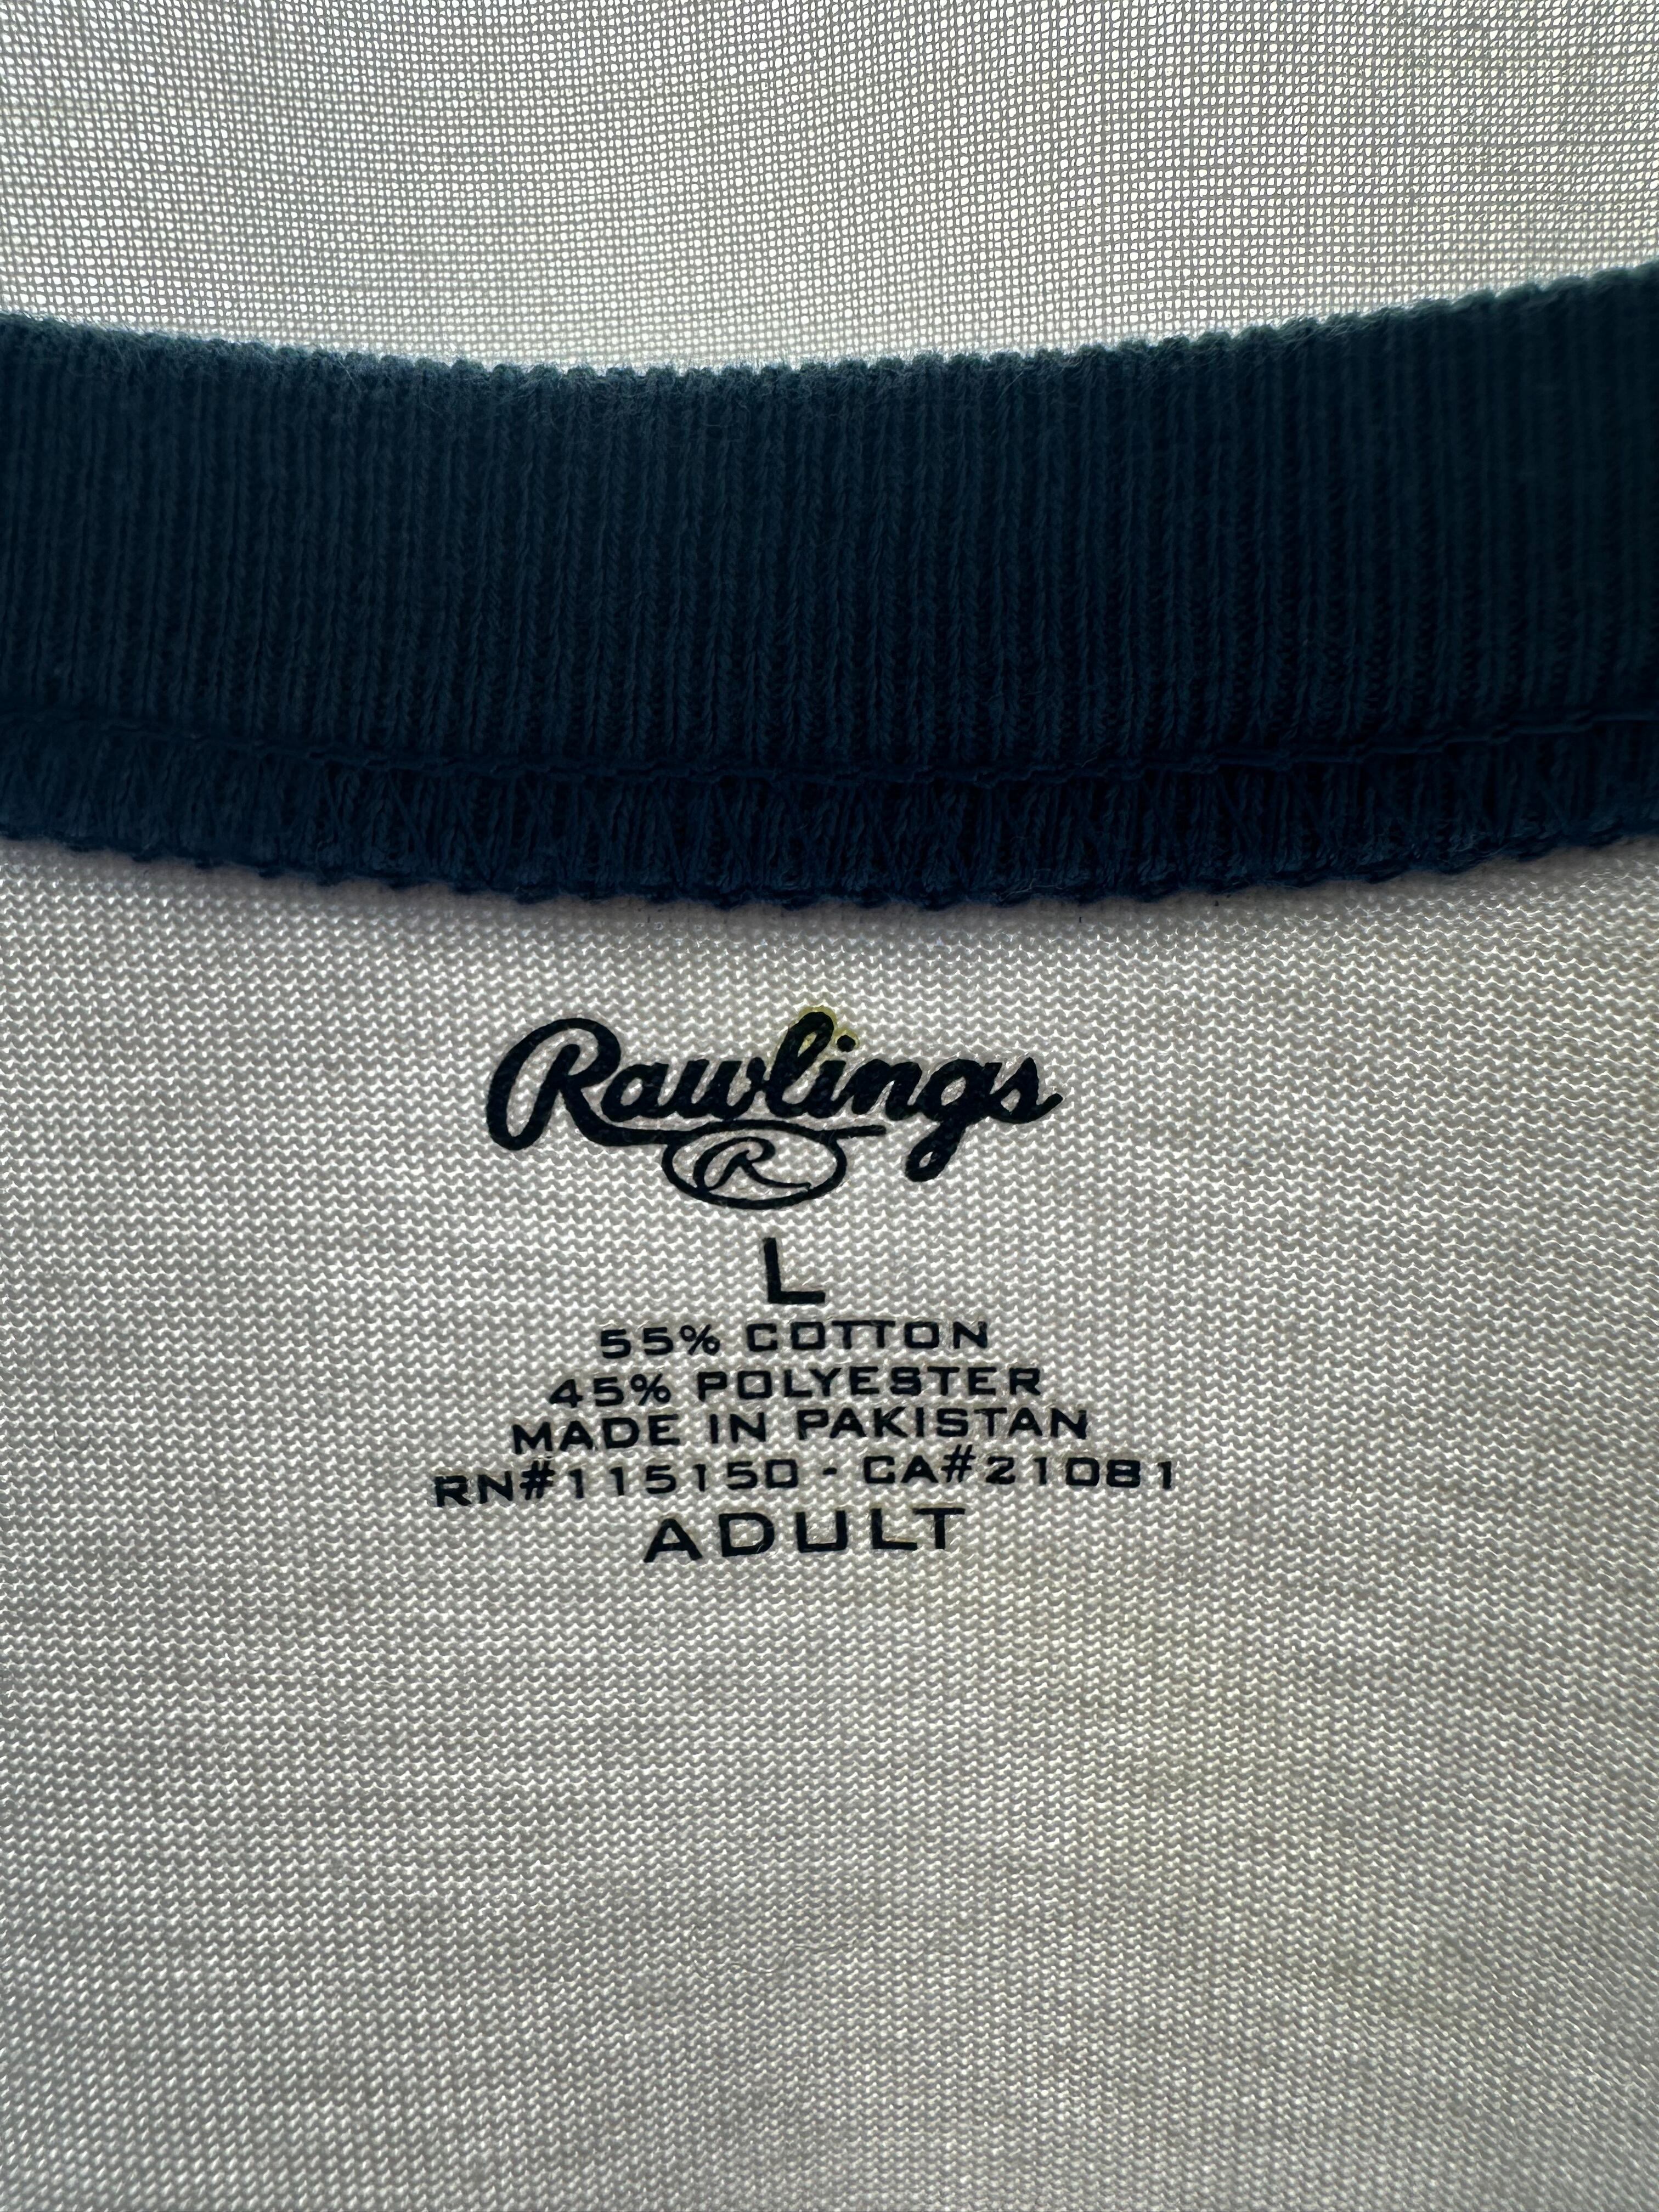 Rawlings
R
L
55% COTTON
45% POLYESTER
MADE IN PAKISTAN
RN#115150 - CA#21081
ADULT